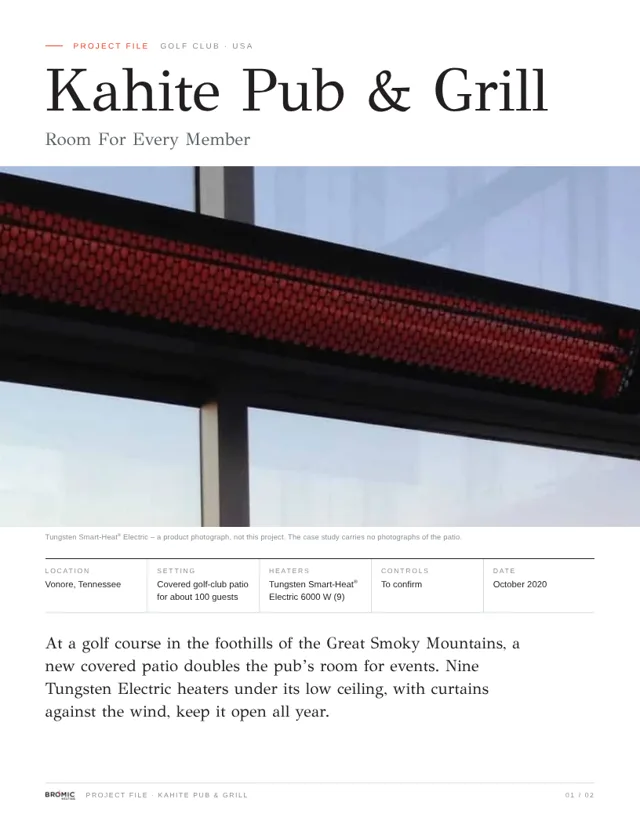 PROJECT FILE GOLF CLUB · USA
Kahite Pub & Grill
Room For Every Member
Tungsten Smart-Heat® Electric – a product photograph, not this project. The case study carries no photographs of the patio.
LOCATION
Vonore, Tennessee
SETTING
Covered golf-club patio
for about 100 guests
HEATERS
Tungsten Smart-Heat®
Electric 6000 W (9)
CONTROLS
To confirm
DATE
October 2020
At a golf course in the foothills of the Great Smoky Mountains, a
new covered patio doubles the pub’s room for events. Nine
Tungsten Electric heaters under its low ceiling, with curtains
against the wind, keep it open all year.
BROMIC
HEATING
PROJECT FILE · KAHITE PUB & GRILL
01 / 02